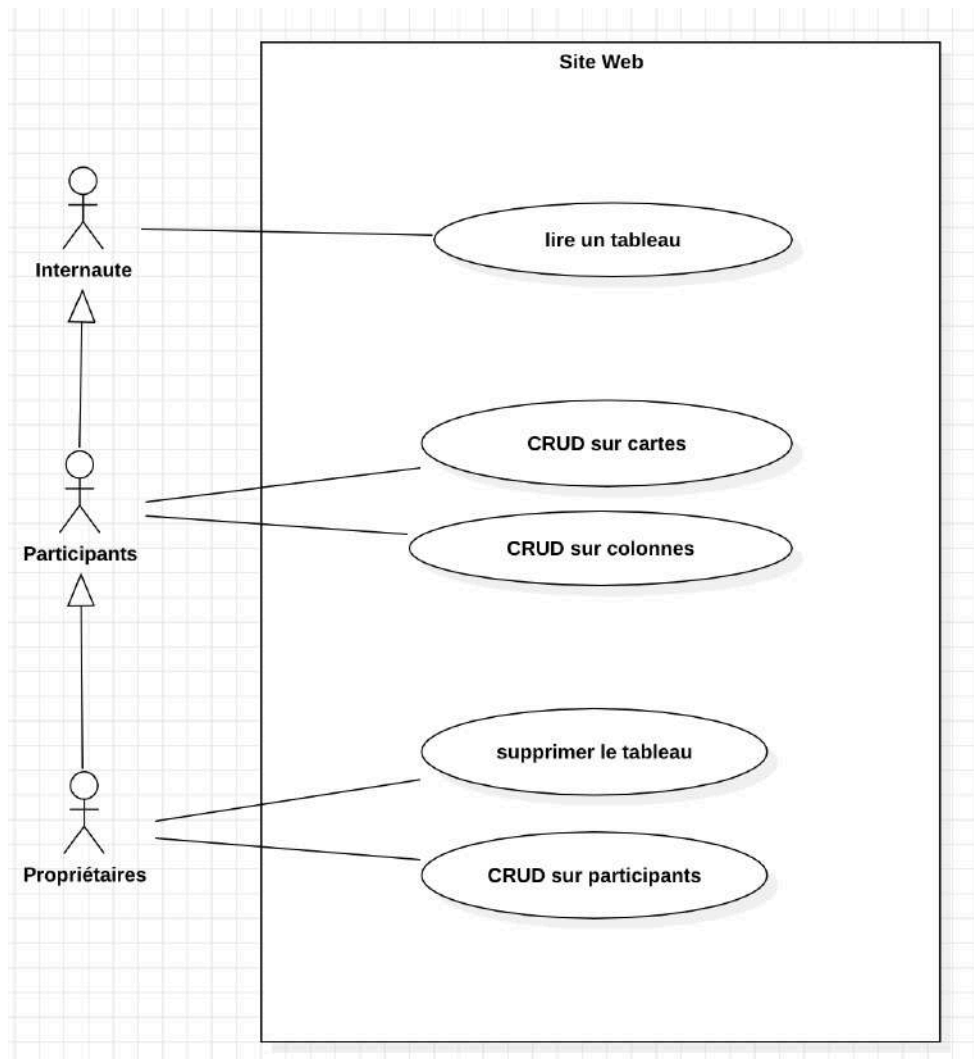 Site Web
lire un tableau
Internaute
CRUD sur cartes
CRUD sur colonnes
Participants
supprimer le tableau
CRUD sur participants
Propriétaires